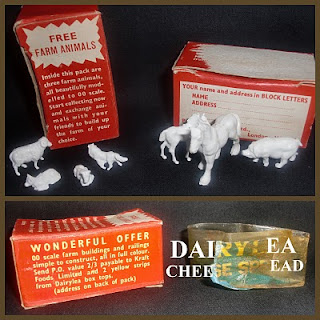 FREE
FARM ANIMALS
Inside this pack are
three farm animals,
all beautifully mod-
elled to 00 scale.
Start collecting now
and exchange ani-
mals with your
friends to build up
the farm of your
choice.
YOUR name and address in BLOCK LETTERS
NAME
ADDRESS
WONDERFUL OFFER
00 scale farm buildings and railings
simple to construct, all in full colour.
Send P.O. value 2/3 payable to Kraft
Foods Limited and 2 yellow strips
from Dairylea box tops.
(address on back of pack)
DAIRYLEA
CHEESE EAD